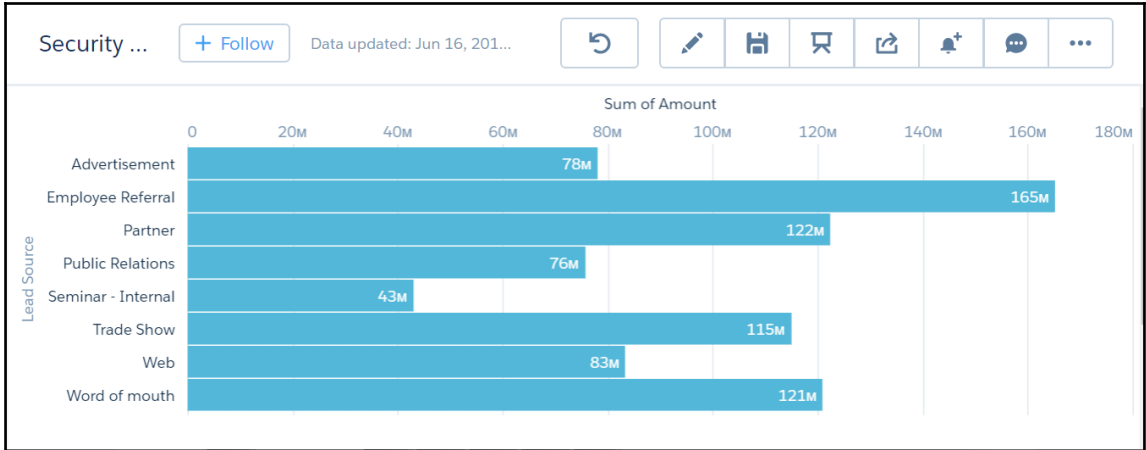 Security ... + Follow Data updated: Jun 16, 201...
Sum of Amount
0 20M 40M 60M 80M 100M 120M 140M 160M 180M
Lead Source
Advertisement 78M
Employee Referral 165M
Partner 122M
Public Relations 76M
Seminar - Internal 43M
Trade Show 115M
Web 83M
Word of mouth 121M